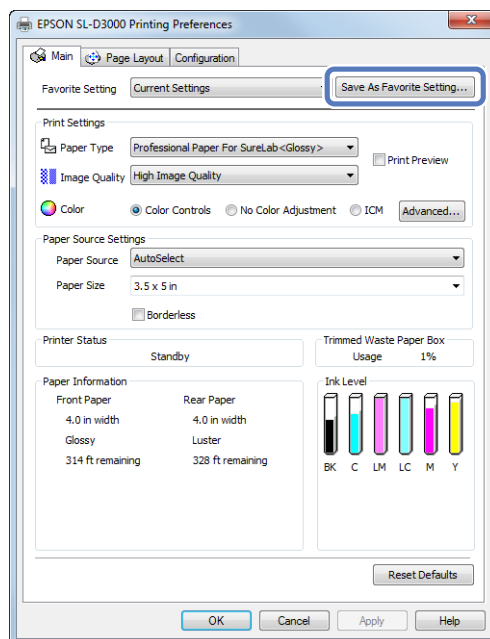 EPSON SL-D3000 Printing Preferences
Main
Page Layout
Configuration
Favorite Setting
Current Settings
Save As Favorite Setting...
Print Settings
Paper Type
Professional Paper For SureLab<Glossy>
Print Preview
Image Quality
High Image Quality
Color
Color Controls
No Color Adjustment
ICM
Advanced...
Paper Source Settings
Paper Source
AutoSelect
Paper Size
3.5 x 5 in
Borderless
Printer Status
Standby
Trimmed Waste Paper Box
Usage 1%
Paper Information
Front Paper Rear Paper
4.0 in width 4.0 in width
Glossy Luster
314 ft remaining 328 ft remaining
Ink Level
BK C LM LC M Y
Reset Defaults
OK Cancel Apply Help